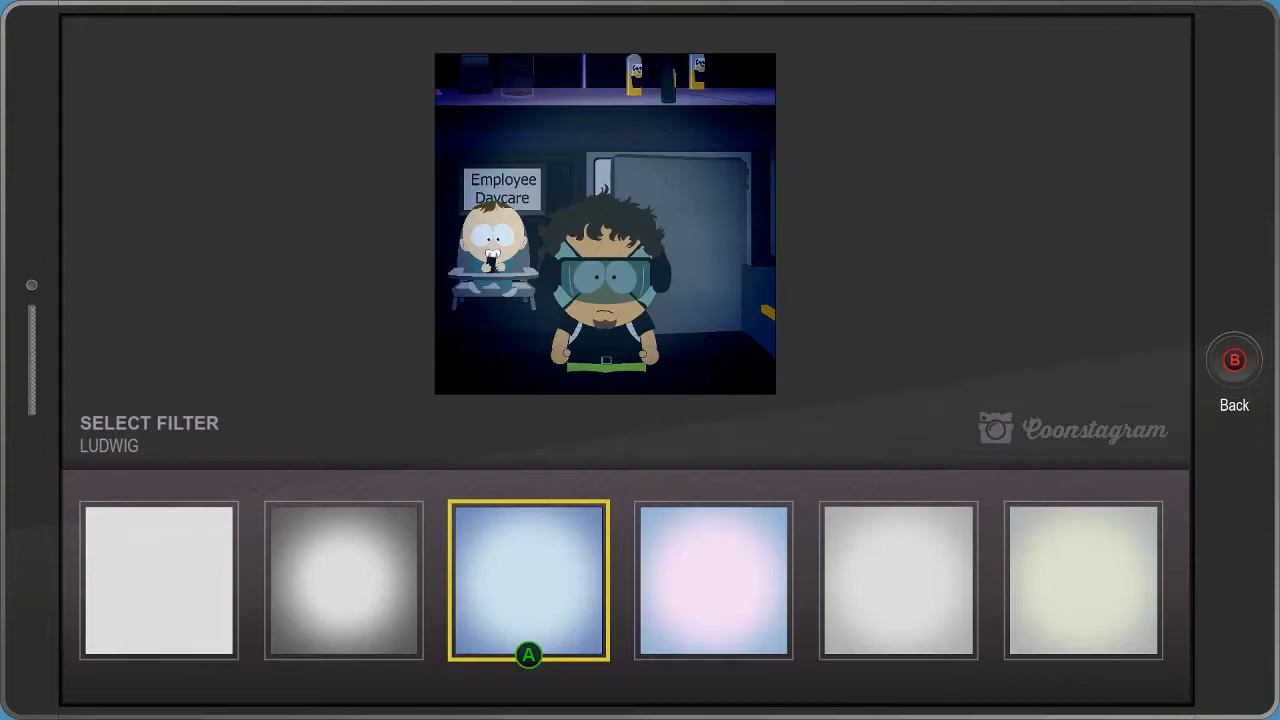 Employee
Daycare
SELECT FILTER
LUDWIG
Coonstagram
B
Back
A